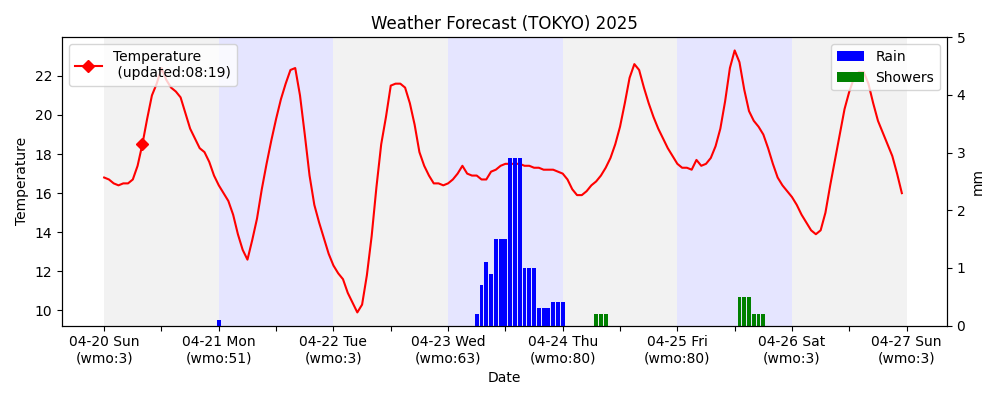 Weather Forecast (TOKYO) 2025
Temperature
(updated:08:19)
Rain
Showers
Temperature
22
20
18
16
14
12
10
5
4
3
2
1
0
mm
04-20 Sun 04-21 Mon 04-22 Tue 04-23 Wed 04-24 Thu 04-25 Fri 04-26 Sat 04-27 Sun
(wmo:3) (wmo:51) (wmo:3) (wmo:63) (wmo:80) (wmo:80) (wmo:3) (wmo:3)
Date